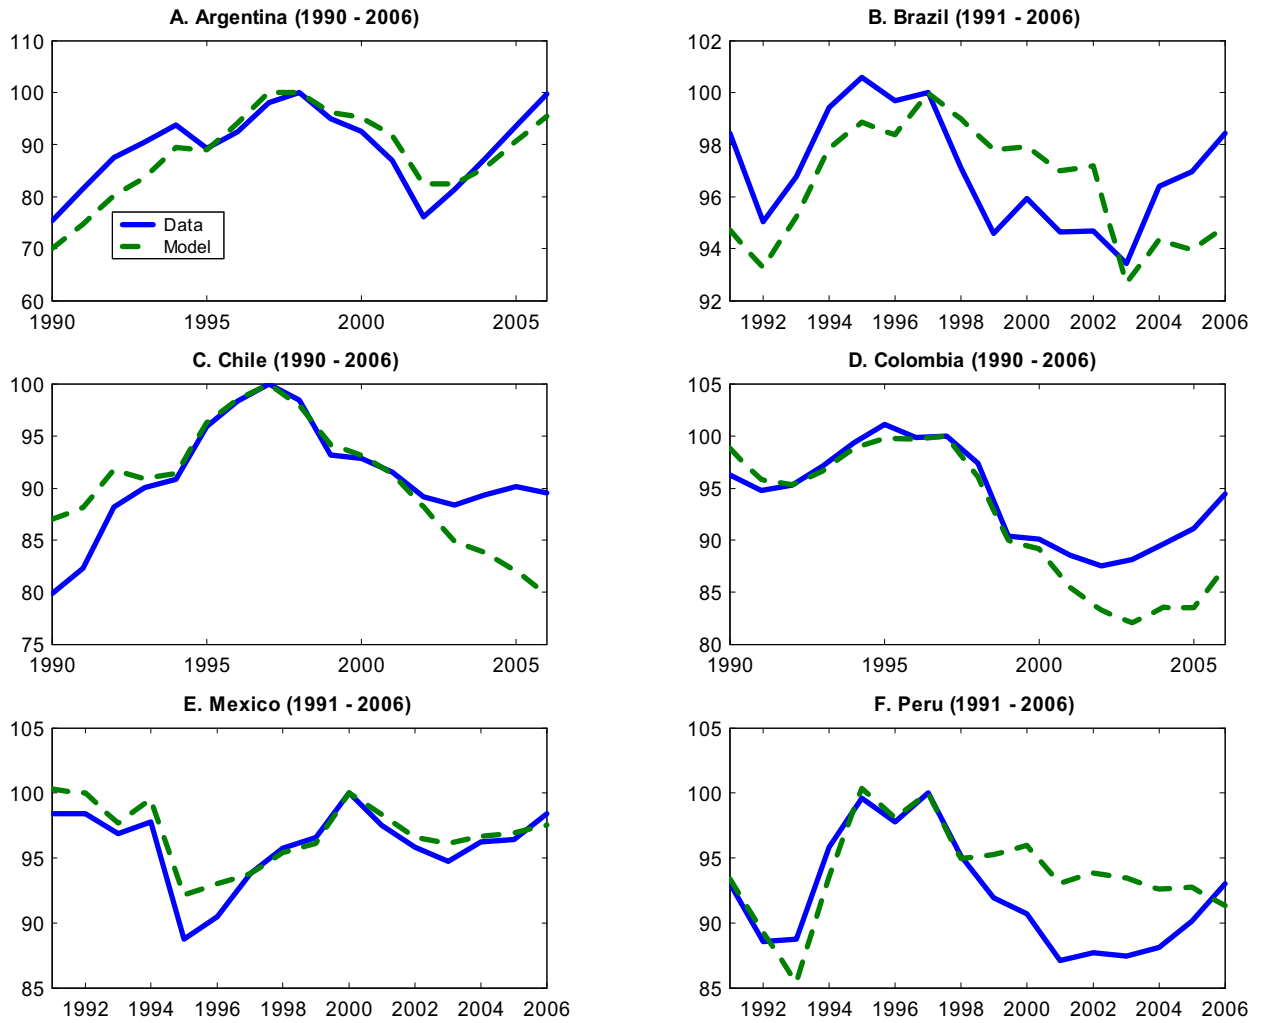 A. Argentina (1990 - 2006)
110
100
90
80
70
60
Data
Model
1990 1995 2000 2005
B. Brazil (1991 - 2006)
102
100
98
96
94
92
1992 1994 1996 1998 2000 2002 2004 2006
C. Chile (1990 - 2006)
100
95
90
85
80
75
1990 1995 2000 2005
D. Colombia (1990 - 2006)
105
100
95
90
85
80
1990 1995 2000 2005
E. Mexico (1991 - 2006)
105
100
95
90
85
1992 1994 1996 1998 2000 2002 2004 2006
F. Peru (1991 - 2006)
105
100
95
90
85
1992 1994 1996 1998 2000 2002 2004 2006